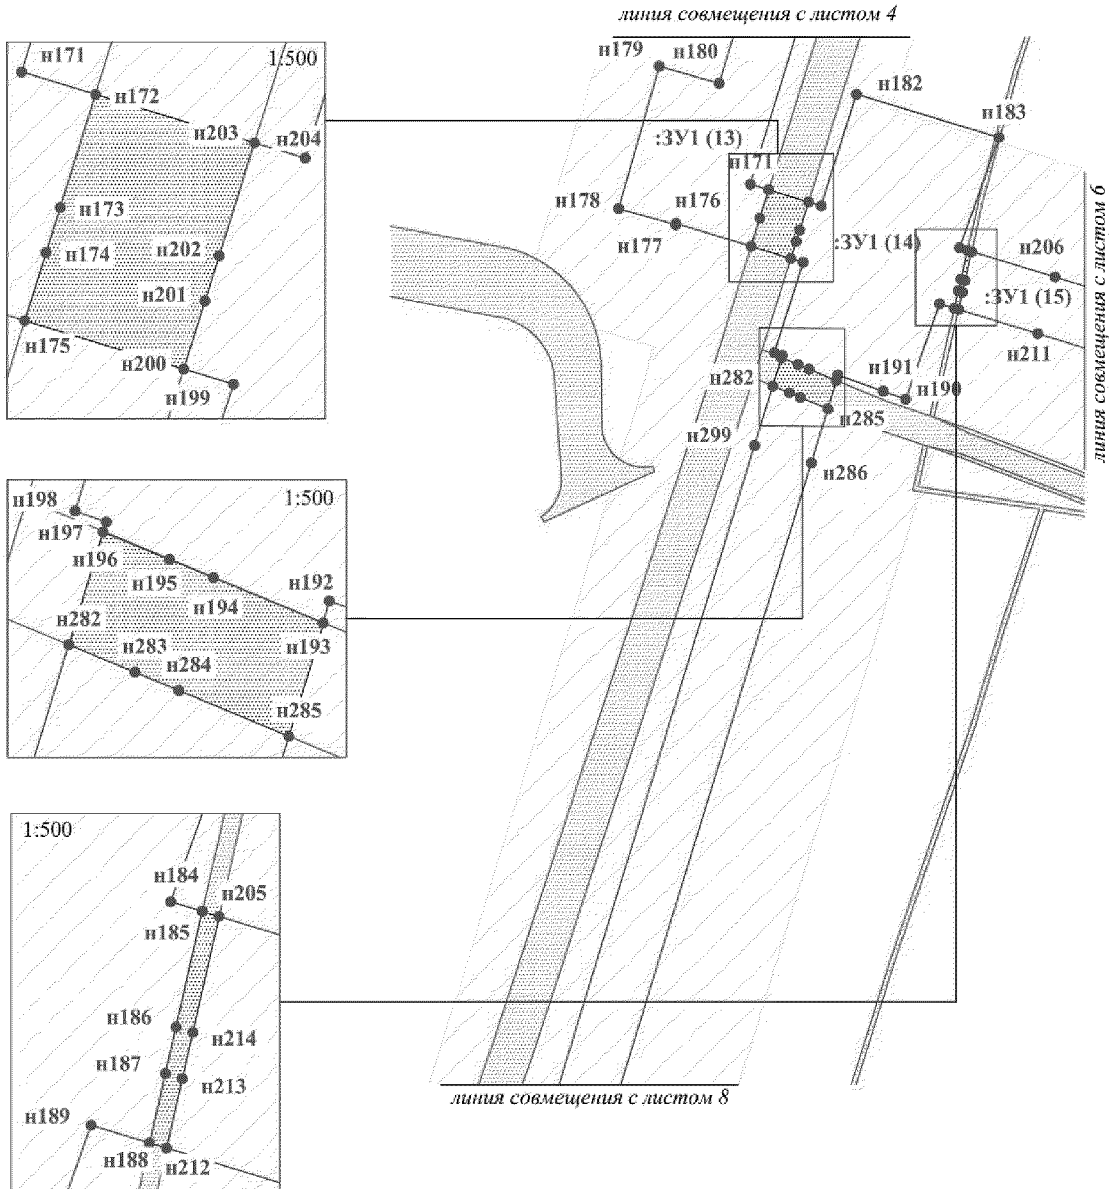 линия совмещения с листом 4
н171
1:500
н172
н203
н204
н173
н174
н202
н201
н175
н200
н199
н179
н180
н182
н183
:ЗУ1 (13)
н171
н178
н176
н177
:ЗУ1 (14)
н206
:ЗУ1 (15)
н211
линия совмещения с листом 6
н282
н191
н190
н285
н299
н286
н198
1:500
н197
н196
н195
н192
н194
н282
н193
н283
н284
н285
1:500
н184
н205
н185
н186
н214
н187
н213
н189
н188
н212
линия совмещения с листом 8